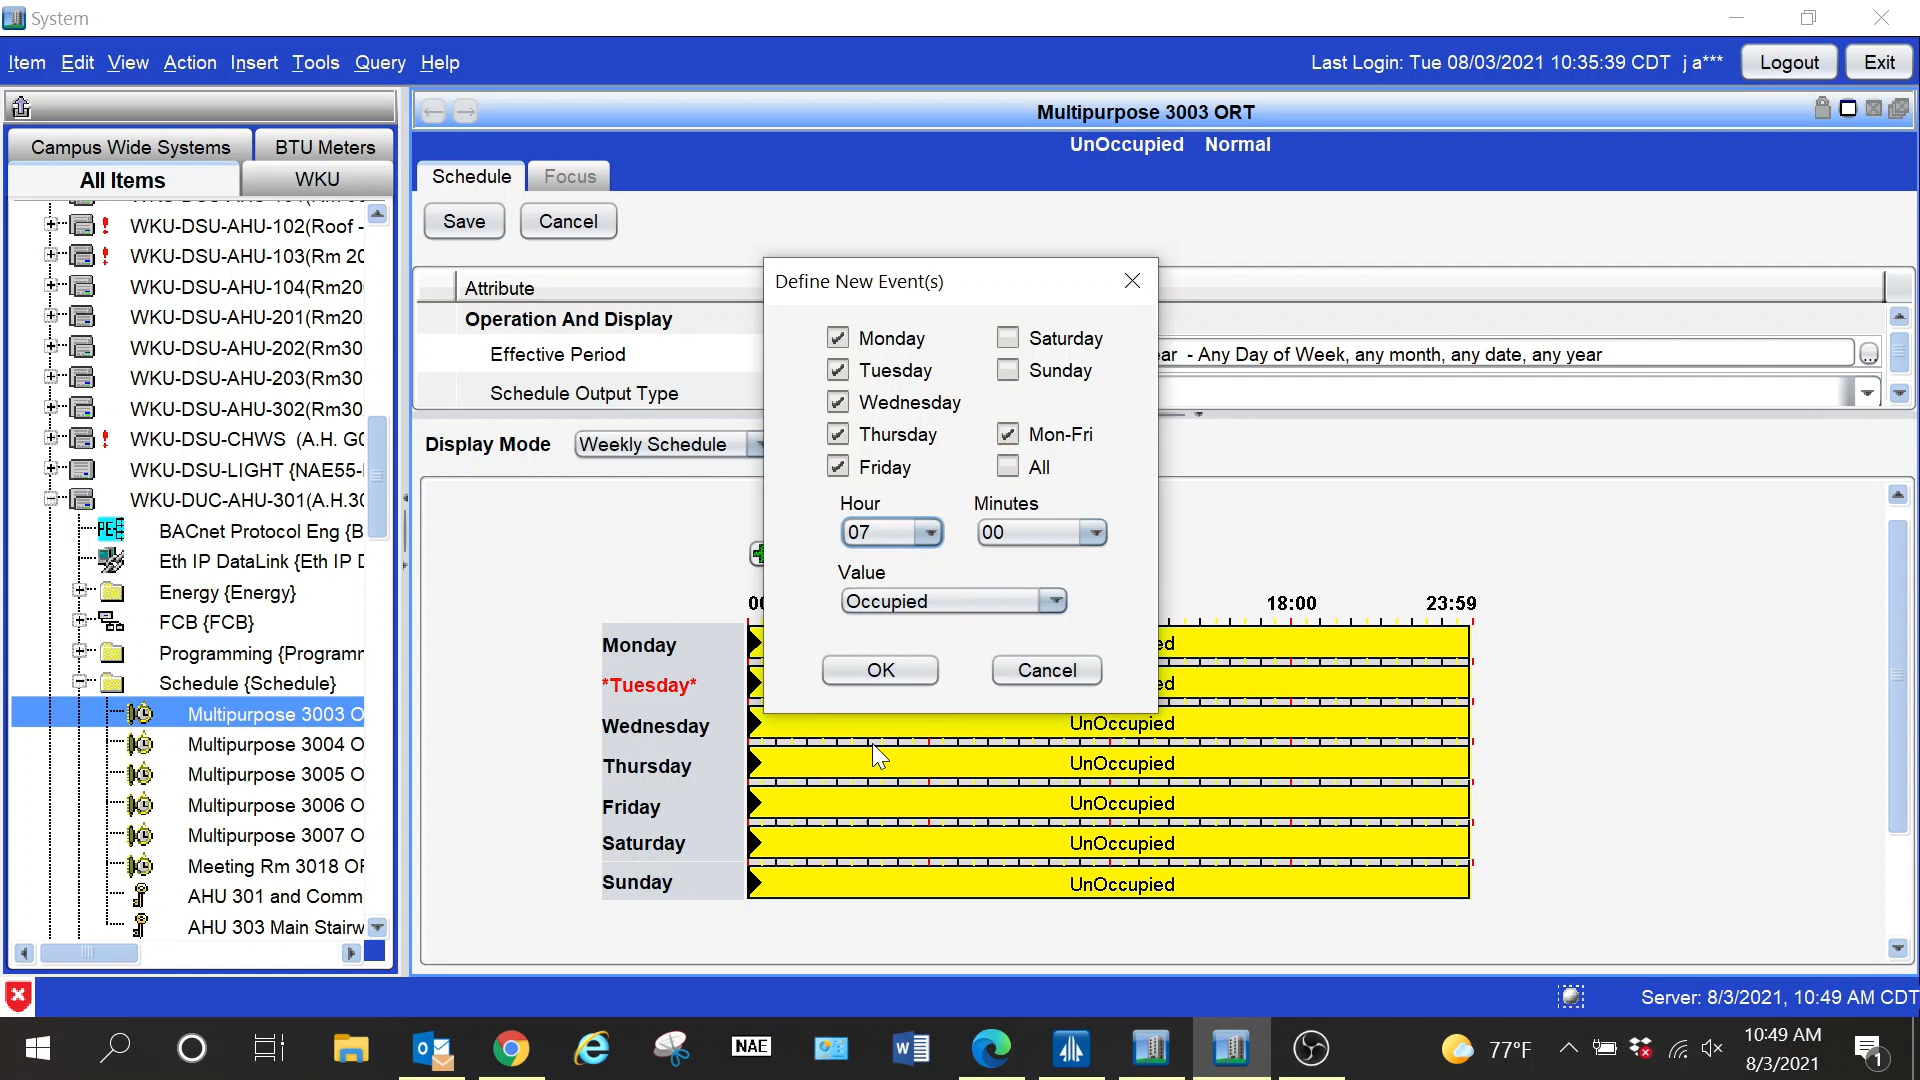 System
Item Edit View Action Insert Tools Query Help
Last Login: Tue 08/03/2021 10:35:39 CDT j a***
Logout
Exit
Campus Wide Systems
BTU Meters
All Items
WKU
WKU-DSU-AHU-102(Roof -
WKU-DSU-AHU-103(Rm 20
WKU-DSU-AHU-104(Rm20
WKU-DSU-AHU-201(Rm20
WKU-DSU-AHU-202(Rm30
WKU-DSU-AHU-203(Rm30
WKU-DSU-AHU-302(Rm30
WKU-DSU-CHWS (A.H. G
WKU-DSU-LIGHT {NAE55-
WKU-DUC-AHU-301(A.H.30
BACnet Protocol Eng {B
Eth IP DataLink {Eth IP D
Energy {Energy}
FCB {FCB}
Programming {Programm
Schedule {Schedule}
Multipurpose 3003 O
Multipurpose 3004 O
Multipurpose 3005 O
Multipurpose 3006 O
Multipurpose 3007 O
Meeting Rm 3018 OR
AHU 301 and Comm
AHU 303 Main Stairw
Multipurpose 3003 ORT
UnOccupied Normal
Schedule
Focus
Save
Cancel
Attribute
Operation And Display
Effective Period
ar - Any Day of Week, any month, any date, any year
Schedule Output Type
Display Mode
Weekly Schedule
Define New Event(s)
Monday
Saturday
Tuesday
Sunday
Wednesday
Thursday
Mon-Fri
Friday
All
Hour
Minutes
07
00
Value
Occupied
OK
Cancel
18:00
23:59
Monday
ed
*Tuesday*
ed
Wednesday
UnOccupied
Thursday
UnOccupied
Friday
UnOccupied
Saturday
UnOccupied
Sunday
UnOccupied
Server: 8/3/2021, 10:49 AM CDT
NAE
77°F
10:49 AM
8/3/2021
1